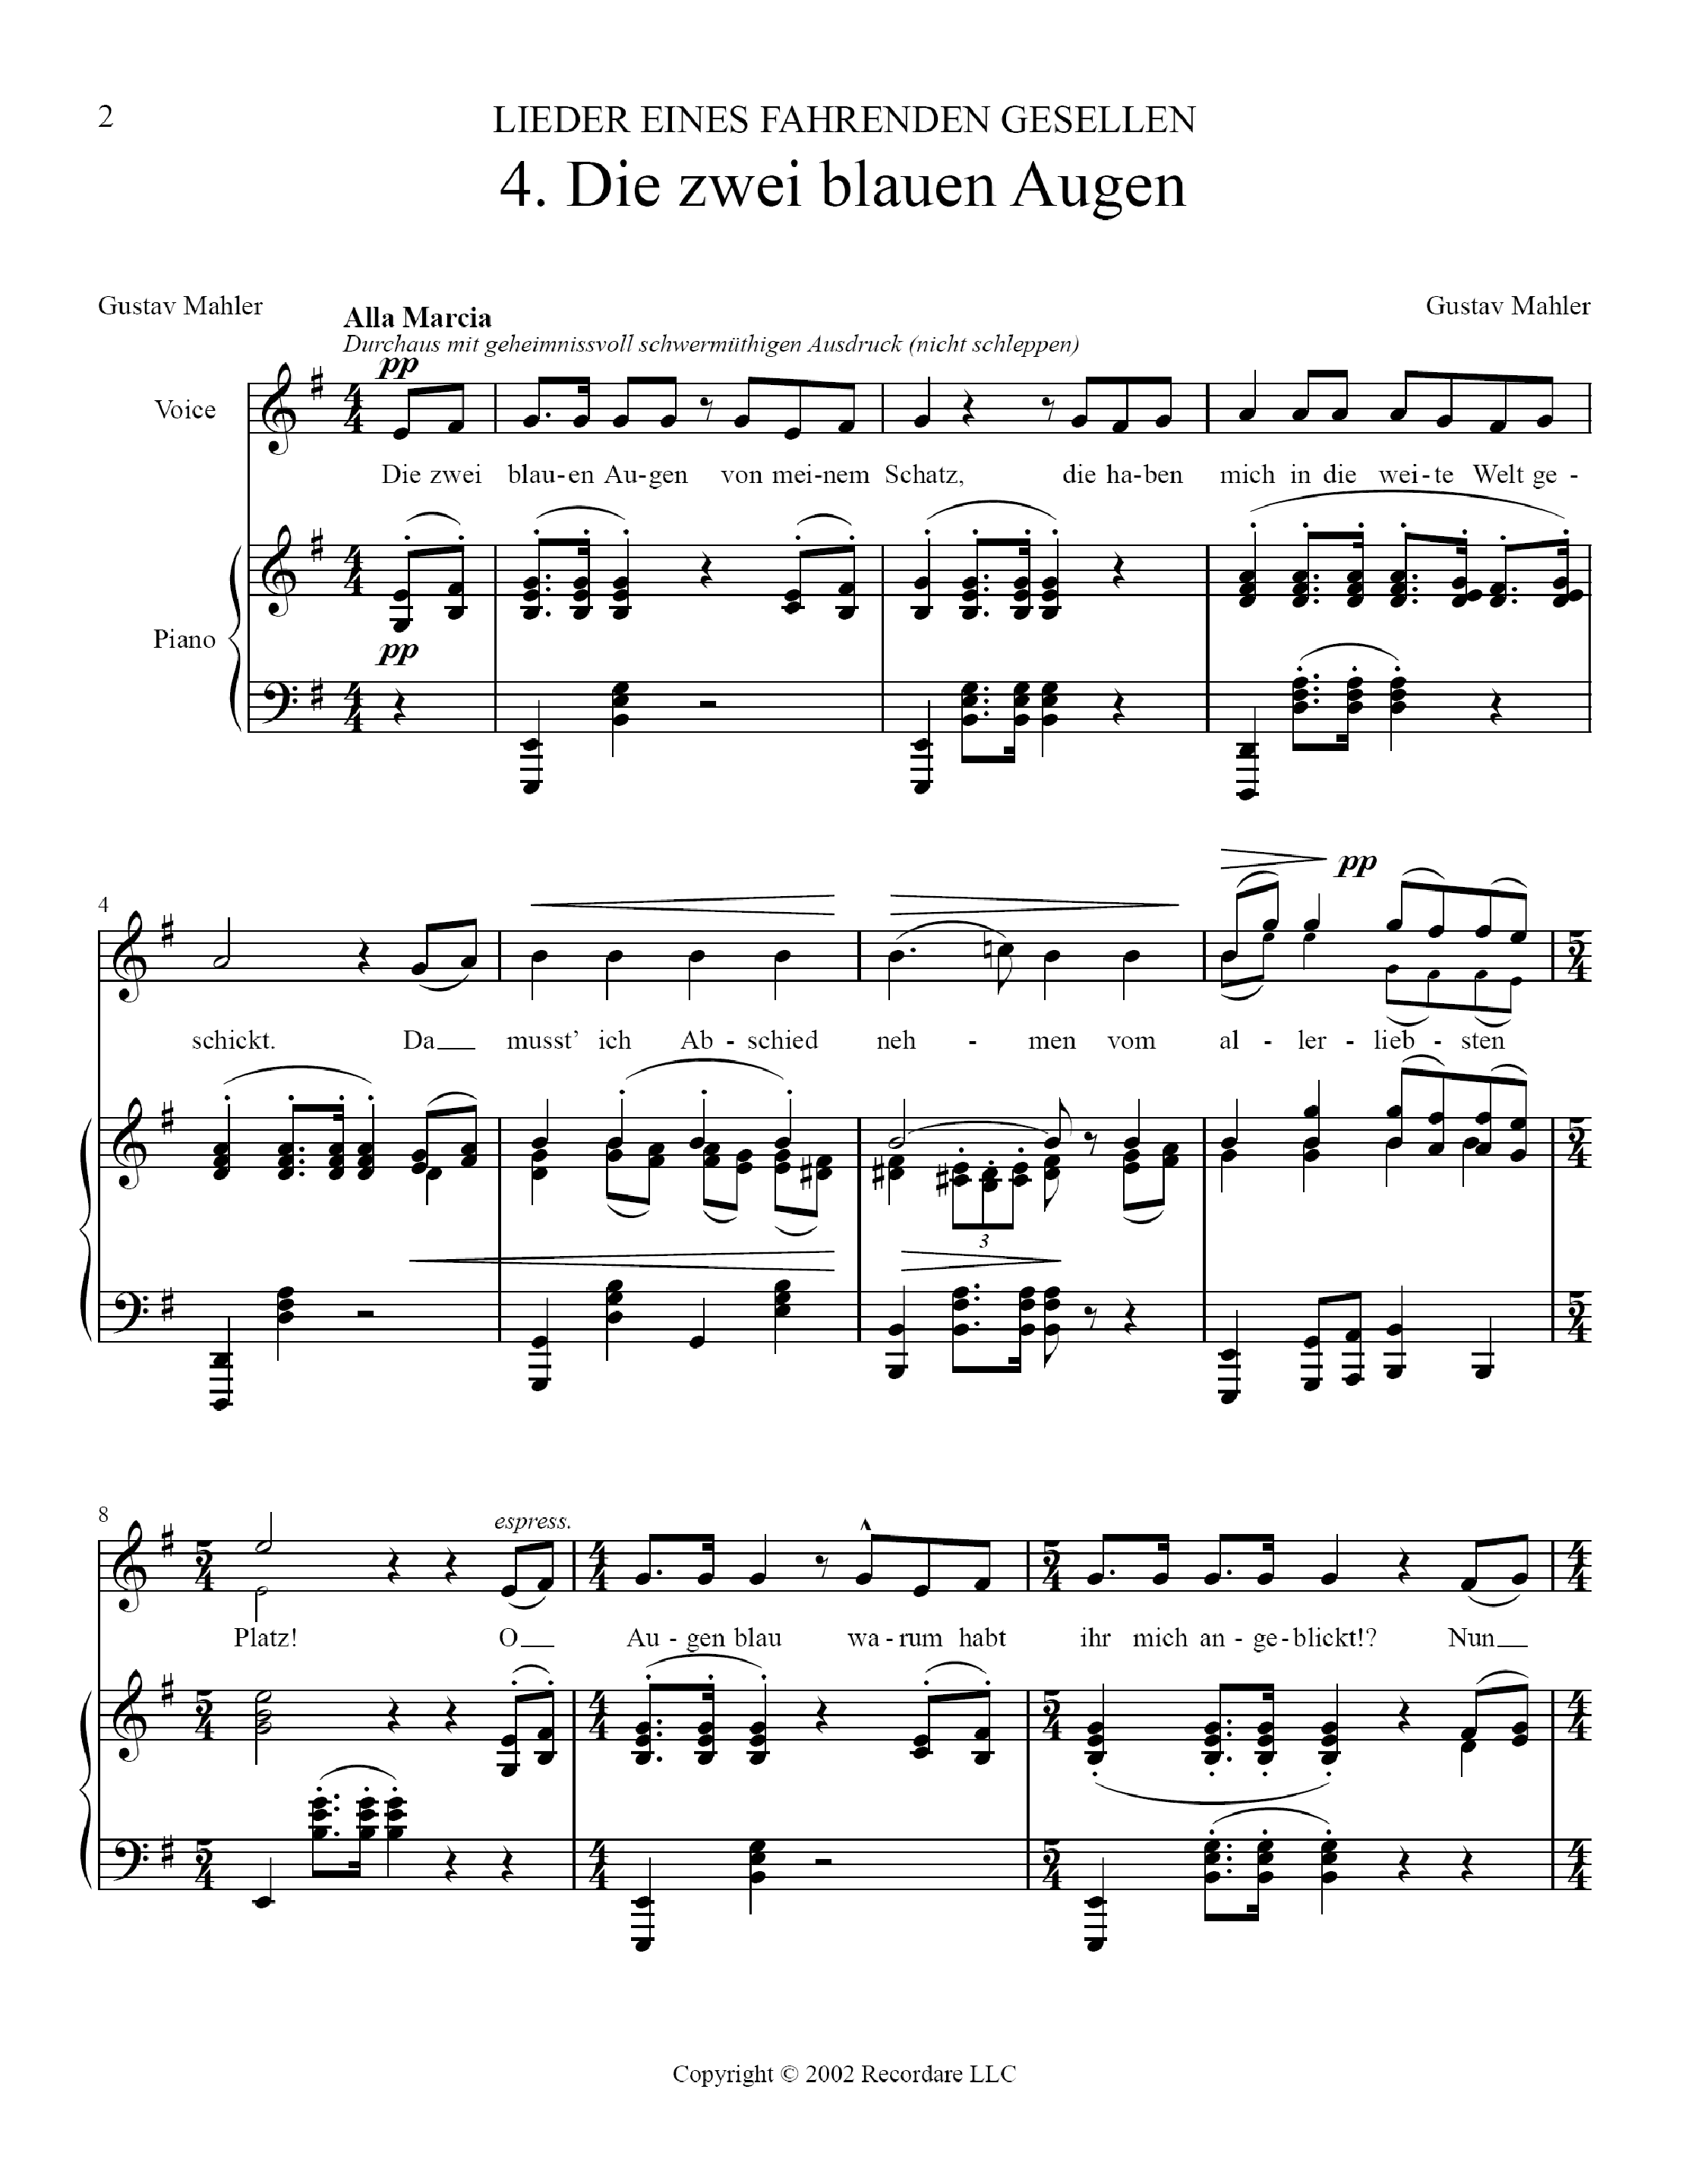 2
LIEDER EINES FAHRENDEN GESELLEN
4. Die zwei blauen Augen
Gustav Mahler
Gustav Mahler
Alla Marcia
Durchaus mit geheimnissvoll schwermüthigen Ausdruck (nicht schleppen)
pp
Voice
Die zwei blau-en Au-gen von mei-nem Schatz, die ha-ben mich in die wei-te Welt ge-
Piano
pp
4
pp
schickt. Da musst' ich Ab-schied neh-men vom al-ler-lieb-sten
3
8
espress.
Platz! O Au-gen blau wa-rum habt ihr mich an-ge-blickt!? Nun
Copyright © 2002 Recordare LLC